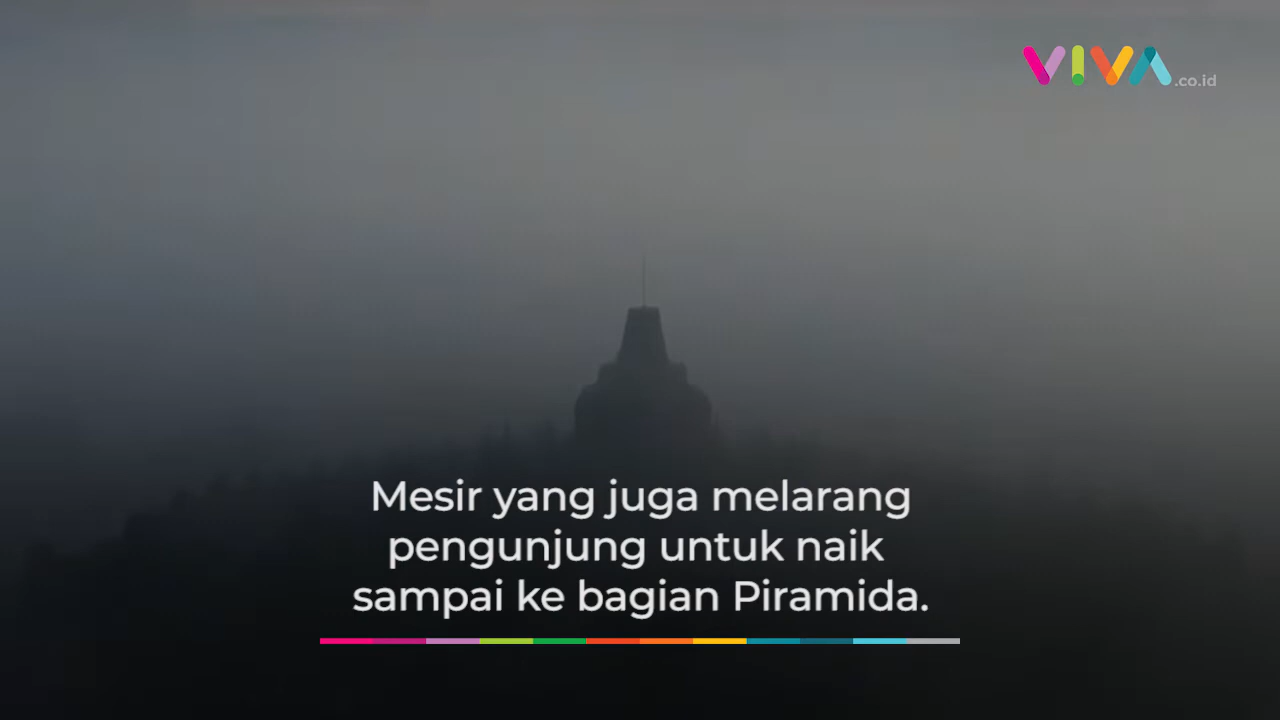 VIVA.co.id
Mesir yang juga melarang
pengunjung untuk naik
sampai ke bagian Piramida.